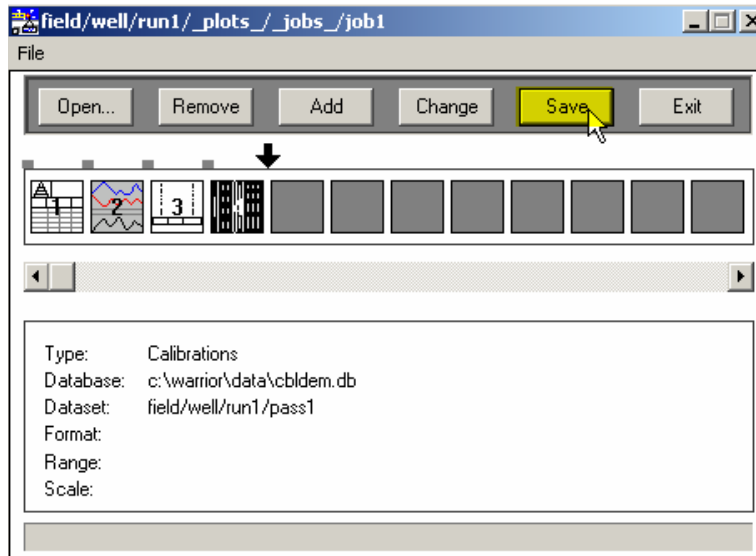 field/well/run1/_plots_/_jobs_/job1
File
Open... Remove Add Change Save Exit
A 1 2 3
Type: Calibrations
Database: c:\warrior\data\cbldem.db
Dataset: field/well/run1/pass1
Format:
Range:
Scale: